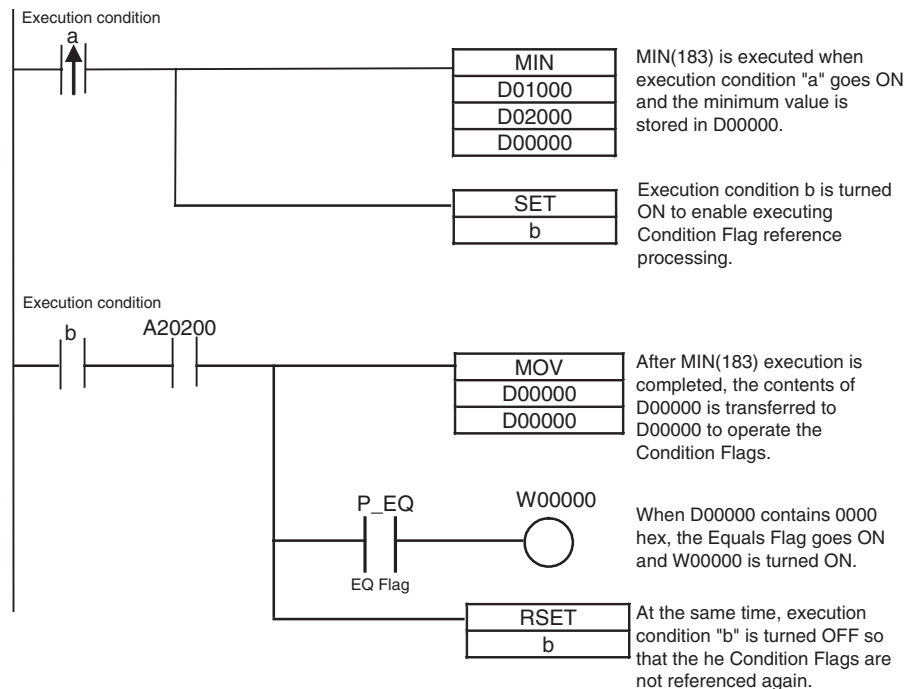 Execution condition
a
MIN
D01000
D02000
D00000
MIN(183) is executed when
execution condition "a" goes ON
and the minimum value is
stored in D00000.
SET
b
Execution condition b is turned
ON to enable executing
Condition Flag reference
processing.
Execution condition
b
A20200
MOV
D00000
D00000
After MIN(183) execution is
completed, the contents of
D00000 is transferred to
D00000 to operate the
Condition Flags.
P_EQ
EQ Flag
W00000
When D00000 contains 0000
hex, the Equals Flag goes ON
and W00000 is turned ON.
RSET
b
At the same time, execution
condition "b" is turned OFF so
that the he Condition Flags are
not referenced again.